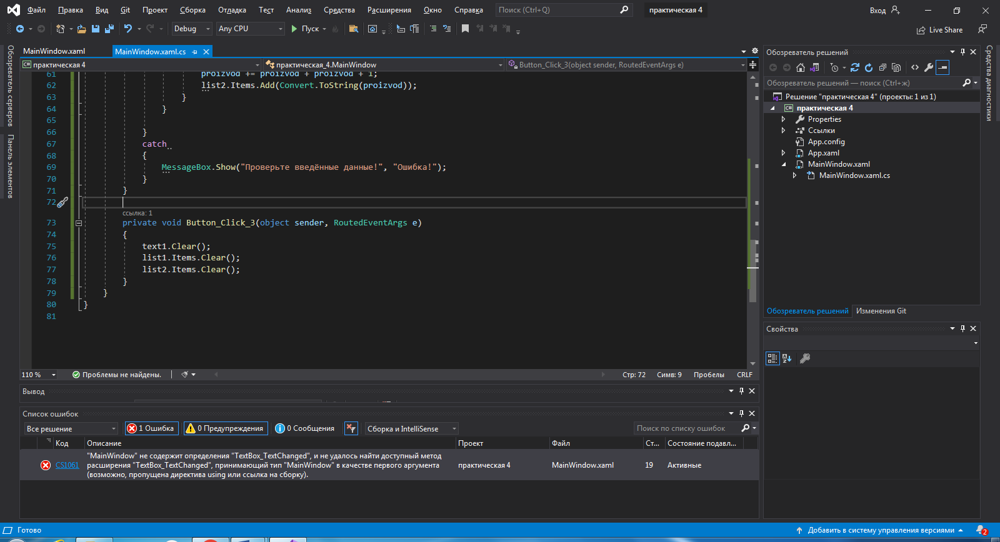 Файл Правка Вид Git Проект Сборка Отладка Тест Анализ Средства Расширения Окно Справка Поиск (Ctrl+Q) практическая 4 Вход
Debug Any CPU Пуск Live Share
Обозреватель серверов
Панель элементов
MainWindow.xaml MainWindow.xaml.cs
C# практическая 4 практическая_4.MainWindow Button_Click_3(object sender, RoutedEventArgs e)
61 proizvod += proizvod + proizvod + 1;
62 list2.Items.Add(Convert.ToString(proizvod));
63 }
64 }
65
66 }
67 catch
68 {
69 MessageBox.Show("Проверьте введённые данные!", "Ошибка!");
70 }
71 }
72
ссылка: 1
73 private void Button_Click_3(object sender, RoutedEventArgs e)
74 {
75 text1.Clear();
76 list1.Items.Clear();
77 list2.Items.Clear();
78 }
79 }
80 }
81
110 % Проблемы не найдены. Стр: 72 Симв: 9 Пробелы CRLF
Вывод
Список ошибок
Все решение 1 Ошибка 0 Предупреждения 0 Сообщения Сборка и IntelliSense Поиск по списку ошибок
Код Описание Проект Файл Ст... Состояние подавл...
CS1061 "MainWindow" не содержит определения "TextBox_TextChanged", и не удалось найти доступный метод
расширения "TextBox_TextChanged", принимающий тип "MainWindow" в качестве первого аргумента
(возможно, пропущена директива using или ссылка на сборку).
практическая 4 MainWindow.xaml 19 Активные
Обозреватель решений
Обозреватель решений — поиск (Ctrl+ж)
Решение "практическая 4" (проекты: 1 из 1)
C# практическая 4
Properties
Ссылки
App.config
App.xaml
MainWindow.xaml
MainWindow.xaml.cs
Обозреватель решений Изменения Git
Свойства
Средства диагностики
Готово Добавить в систему управления версиями 2